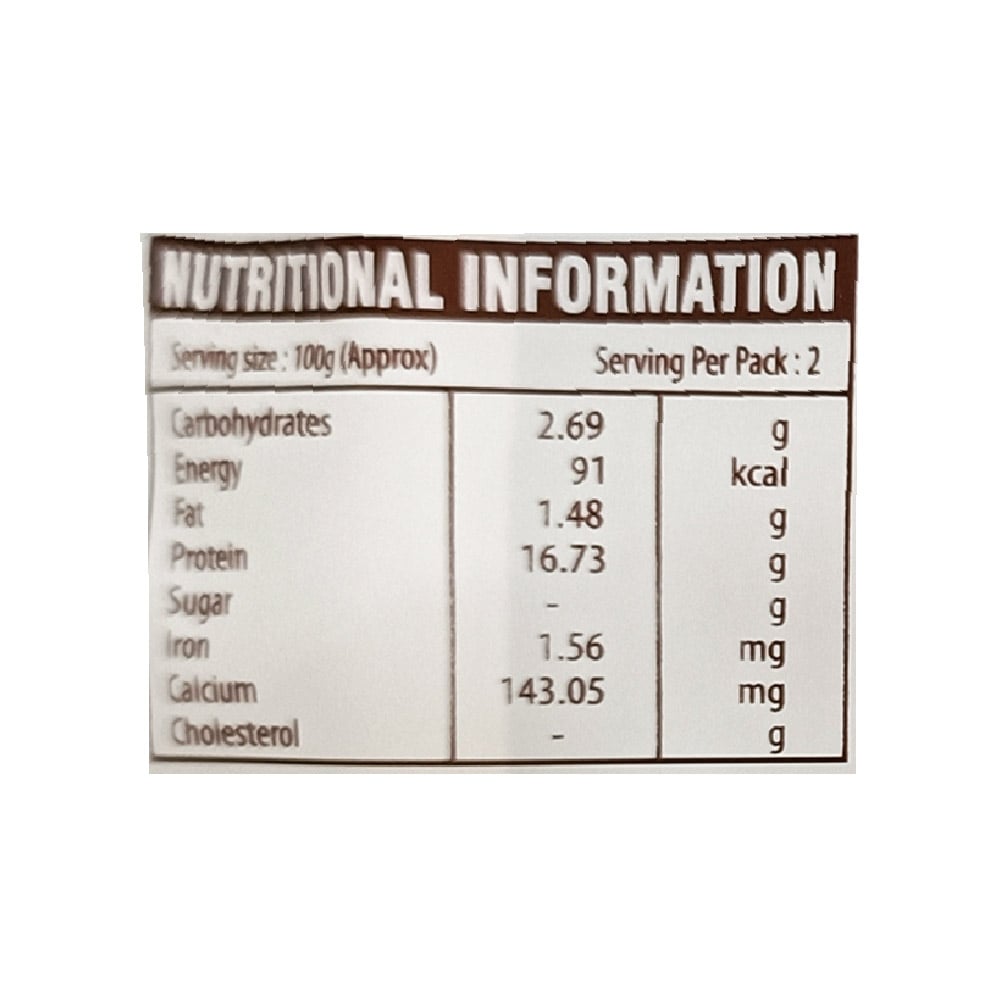 NUTRITIONAL INFORMATION
Serving size : 100g (Approx) Serving Per Pack : 2
Carbohydrates 2.69 g
Energy 91 kcal
Fat 1.48 g
Protein 16.73 g
Sugar - g
Iron 1.56 mg
Calcium 143.05 mg
Cholesterol - g